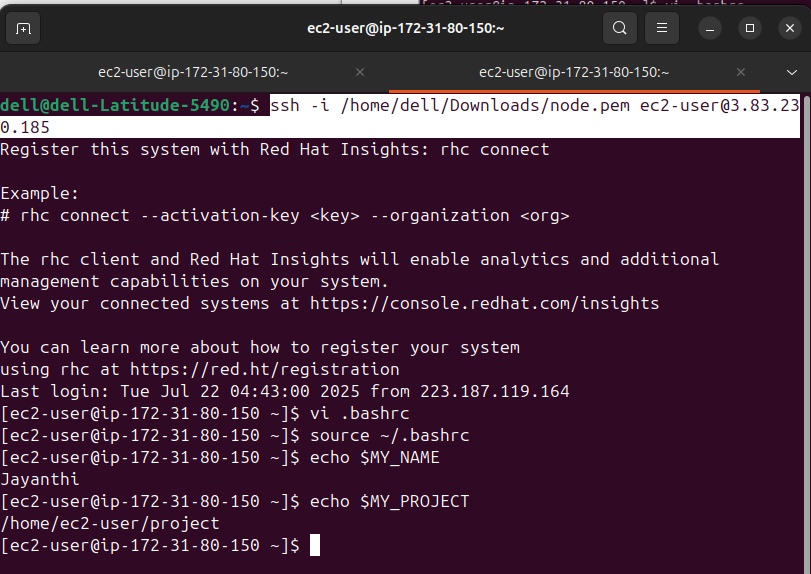 ec2-user@ip-172-31-80-150:~
ec2-user@ip-172-31-80-150:~
ec2-user@ip-172-31-80-150:~
dell@dell-Latitude-5490:~$ ssh -i /home/dell/Downloads/node.pem ec2-user@3.83.23
0.185
Register this system with Red Hat Insights: rhc connect
Example:
# rhc connect --activation-key <key> --organization <org>
The rhc client and Red Hat Insights will enable analytics and additional
management capabilities on your system.
View your connected systems at https://console.redhat.com/insights
You can learn more about how to register your system
using rhc at https://red.ht/registration
Last login: Tue Jul 22 04:43:00 2025 from 223.187.119.164
[ec2-user@ip-172-31-80-150 ~]$ vi .bashrc
[ec2-user@ip-172-31-80-150 ~]$ source ~/.bashrc
[ec2-user@ip-172-31-80-150 ~]$ echo $MY_NAME
Jayanthi
[ec2-user@ip-172-31-80-150 ~]$ echo $MY_PROJECT
/home/ec2-user/project
[ec2-user@ip-172-31-80-150 ~]$